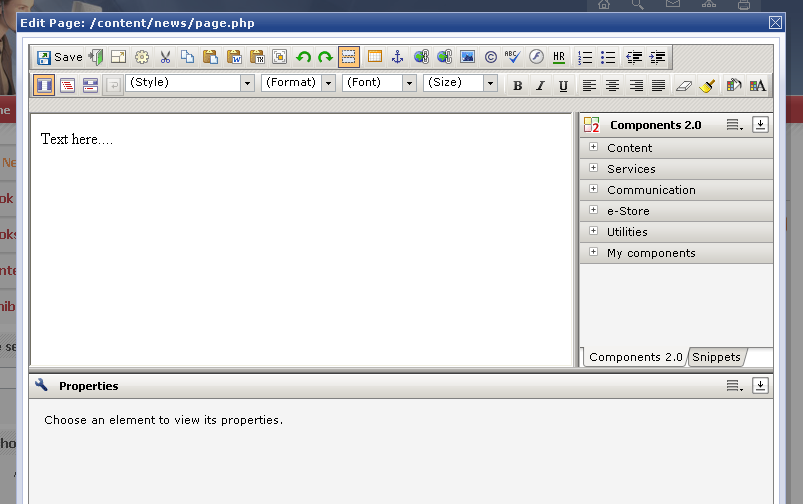 Edit Page: /content/news/page.php
Save
(Style) (Format) (Font) (Size) B I U
Text here....
Components 2.0
Content
Services
Communication
e-Store
Utilities
My components
Components 2.0 Snippets
Properties
Choose an element to view its properties.